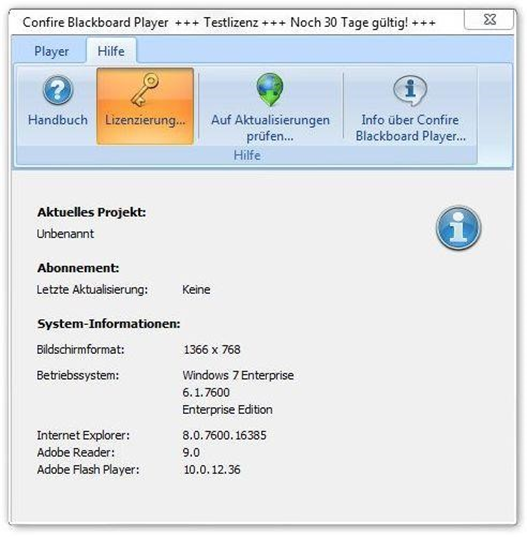 Confire Blackboard Player +++ Testlizenz +++ Noch 30 Tage gültig! +++
Player Hilfe
Handbuch Lizenzierung... Auf Aktualisierungen prüfen... Info über Confire Blackboard Player...
Hilfe
Aktuelles Projekt:
Unbenannt
Abonnement:
Letzte Aktualisierung: Keine
System-Informationen:
Bildschirmformat: 1366 x 768
Betriebssystem: Windows 7 Enterprise
6.1.7600
Enterprise Edition
Internet Explorer: 8.0.7600.16385
Adobe Reader: 9.0
Adobe Flash Player: 10.0.12.36